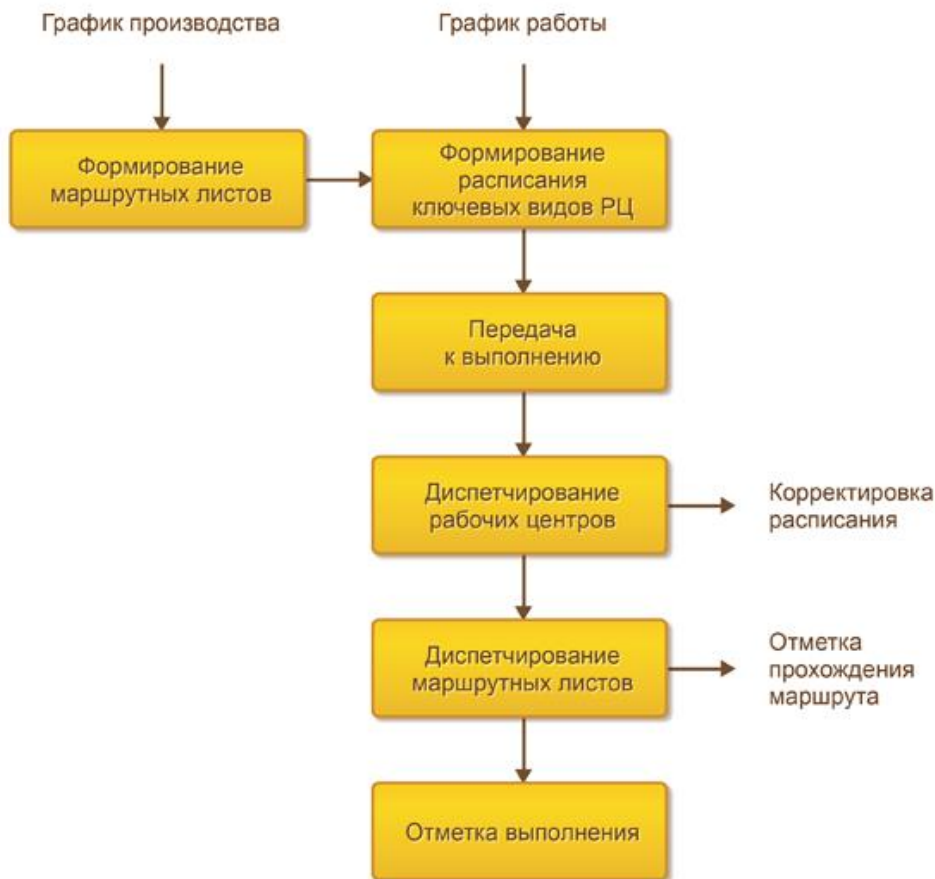 График производства
График работы
Формирование
маршрутных листов
Формирование
расписания
ключевых видов РЦ
Передача
к выполнению
Диспетчирование
рабочих центров
Корректировка
расписания
Диспетчирование
маршрутных листов
Отметка
прохождения
маршрута
Отметка выполнения